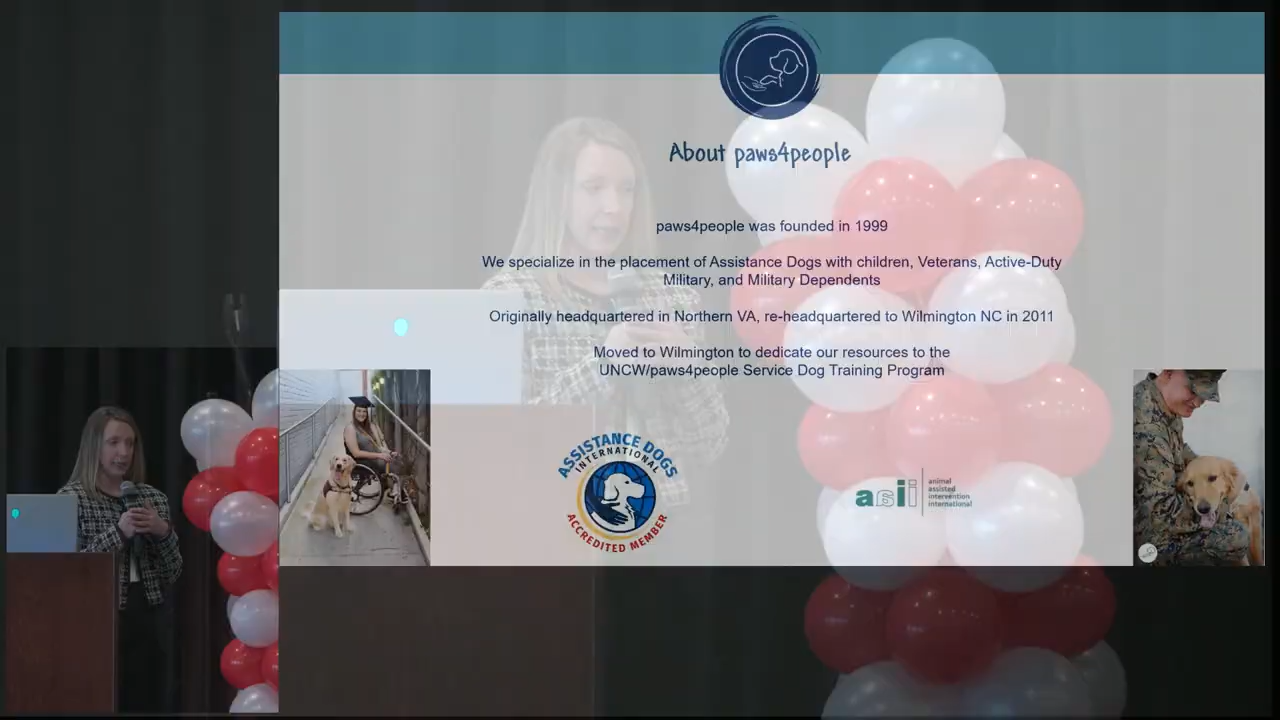 About paws4people
paws4people was founded in 1999
We specialize in the placement of Assistance Dogs with children, Veterans, Active-Duty
Military, and Military Dependents
Originally headquartered in Northern VA, re-headquartered to Wilmington NC in 2011
Moved to Wilmington to dedicate our resources to the
UNCW/paws4people Service Dog Training Program
ASSISTANCE DOGS
INTERNATIONAL
ACCREDITED MEMBER
aaii
animal
assisted
intervention
international